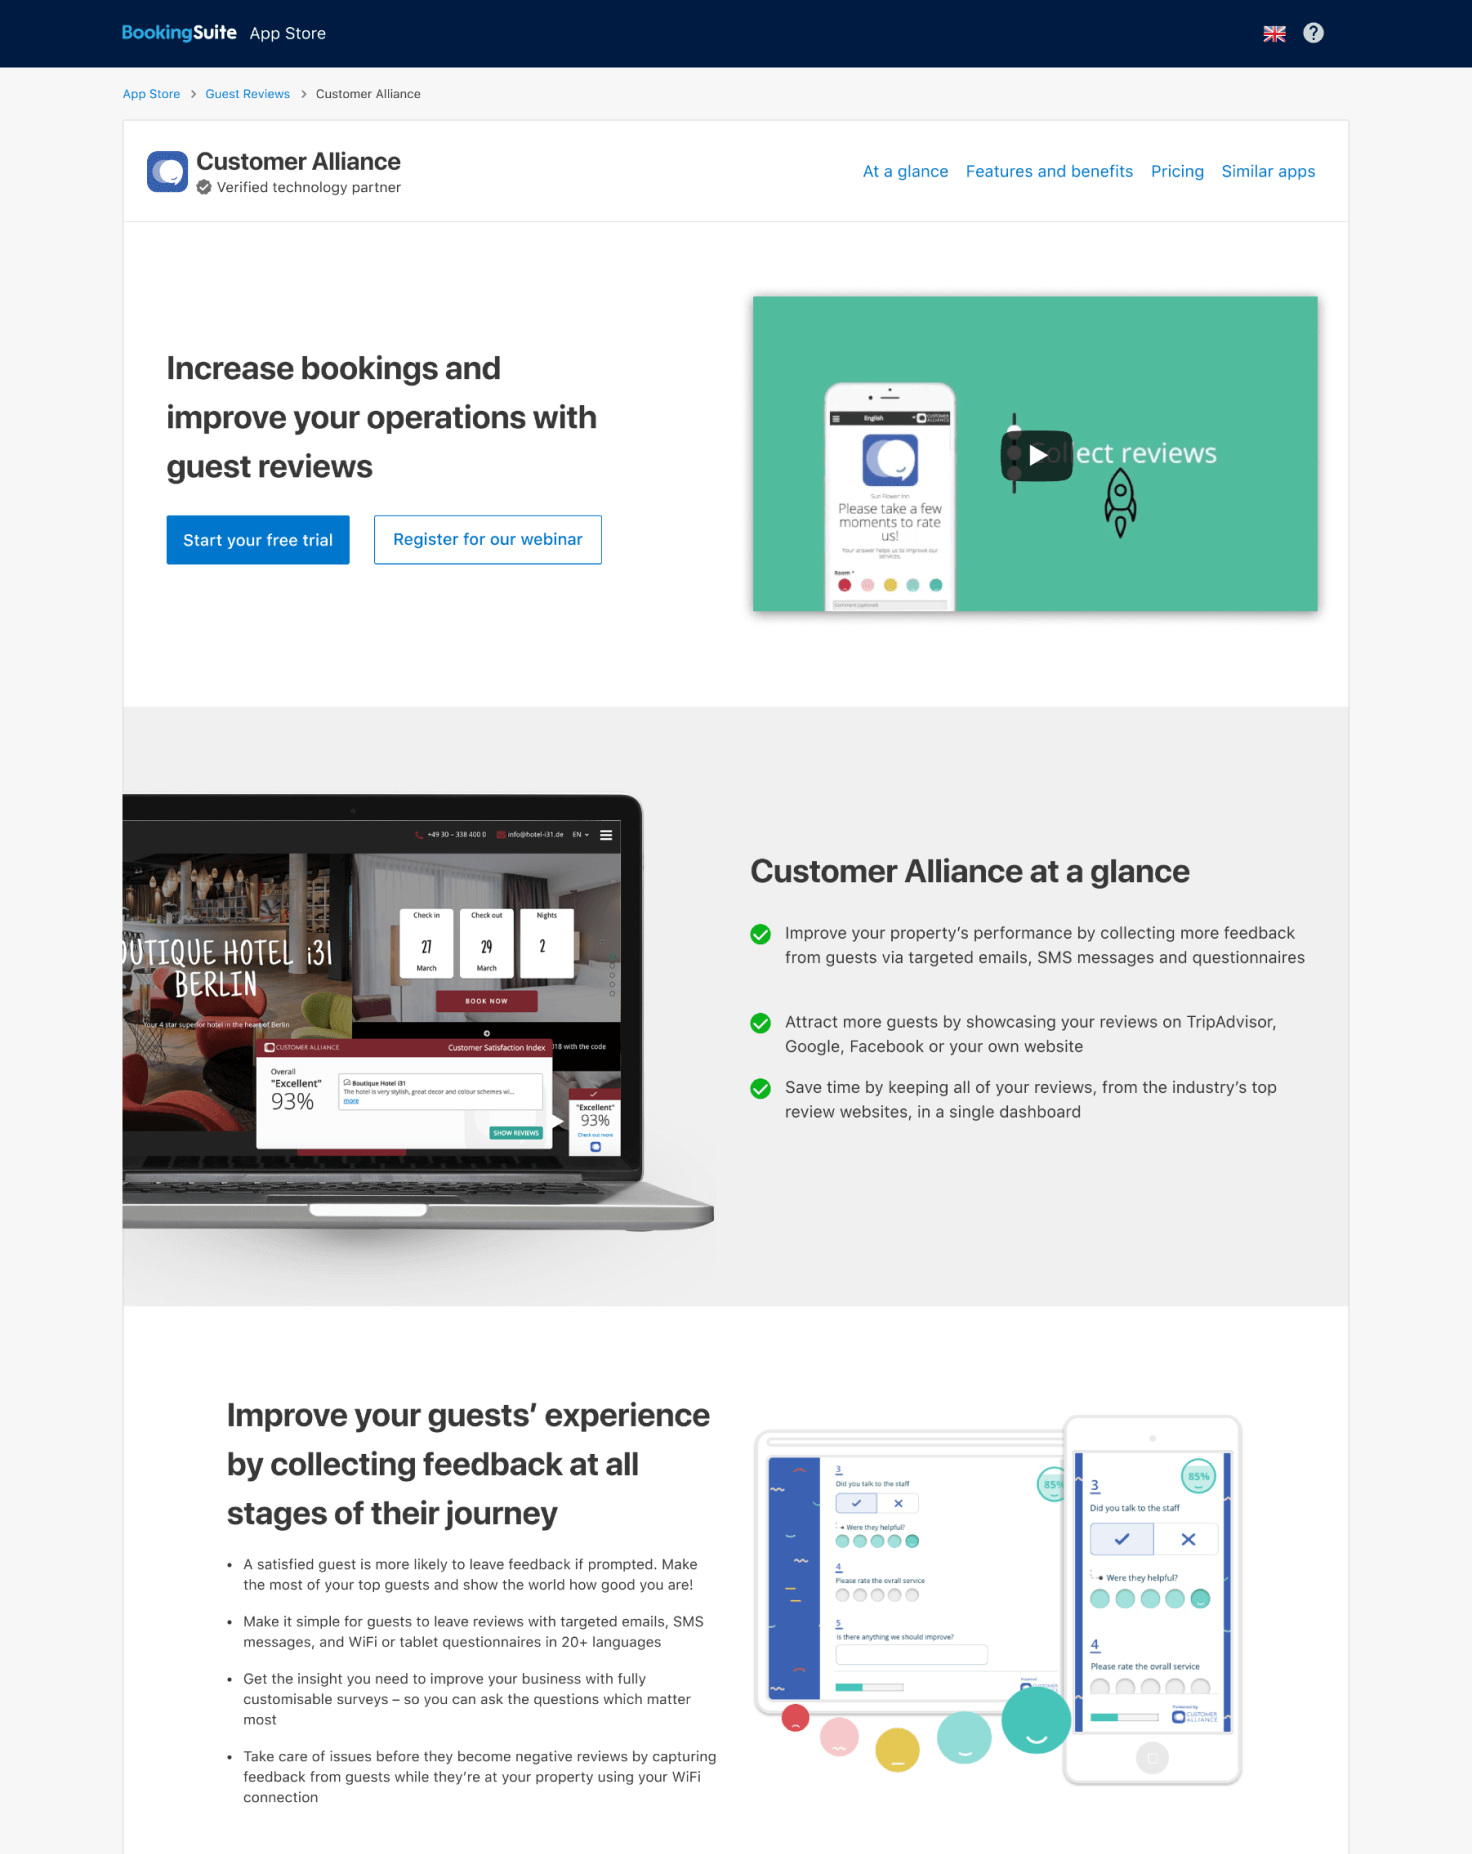 BookingSuite App Store
App Store > Guest Reviews > Customer Alliance
Customer Alliance
Verified technology partner
At a glance Features and benefits Pricing Similar apps
Increase bookings and
improve your operations with
guest reviews
Start your free trial
Register for our webinar
English
CUSTOMER
ALLIANCE
Sun Flower Inn
Please take a few
moments to rate
us!
Your answer helps us to improve our
services.
Room *
Comment (optional)
ect reviews
+49 30 – 338 400 0 info@hotel-i31.de EN
Check in
27
March
Check out
29
March
Nights
2
BOOK NOW
OUTIQUE HOTEL i31
BERLIN
Your 4 star superior hotel in the heart of Berlin
018 with the code
CUSTOMER ALLIANCE
Customer Satisfaction Index
Overall
"Excellent"
93%
Boutique Hotel i31
The hotel is very stylish, great decor and colour schemes wi...
more
SHOW REVIEWS
"Excellent"
93%
Check out more
Customer Alliance at a glance
Improve your property's performance by collecting more feedback
from guests via targeted emails, SMS messages and questionnaires
Attract more guests by showcasing your reviews on TripAdvisor,
Google, Facebook or your own website
Save time by keeping all of your reviews, from the industry's top
review websites, in a single dashboard
Improve your guests' experience
by collecting feedback at all
stages of their journey
• A satisfied guest is more likely to leave feedback if prompted. Make
the most of your top guests and show the world how good you are!
• Make it simple for guests to leave reviews with targeted emails, SMS
messages, and WiFi or tablet questionnaires in 20+ languages
• Get the insight you need to improve your business with fully
customisable surveys – so you can ask the questions which matter
most
• Take care of issues before they become negative reviews by capturing
feedback from guests while they're at your property using your WiFi
connection
3
Did you talk to the staff
85%
Were they helpful?
4
Please rate the ovrall service
5
is there anything we should improve?
Powered
CUSTOMER
85%
3
Did you talk to the staff
Were they helpful?
4
Please rate the ovrall service
Powered by
CUSTOMER
ALLIANCE